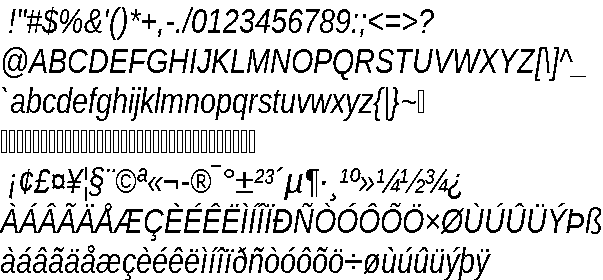 !"#$%&'()*+,-./0123456789:;<=>?
@ABCDEFGHIJKLMNOPQRSTUVWXYZ[\]^_
`abcdefghijklmnopqrstuvwxyz{|}~
¡¢£¤¥¦§¨©ª«¬-®¯°±²³´µ¶·¸¹º»¼½¾¿
ÀÁÂÃÄÅÆÇÈÉÊËÌÍÎÏÐÑÒÓÔÕÖ×ØÙÚÛÜÝÞß
àáâãäåæçèéêëìíîïðñòóôõö÷øùúûüýþÿ